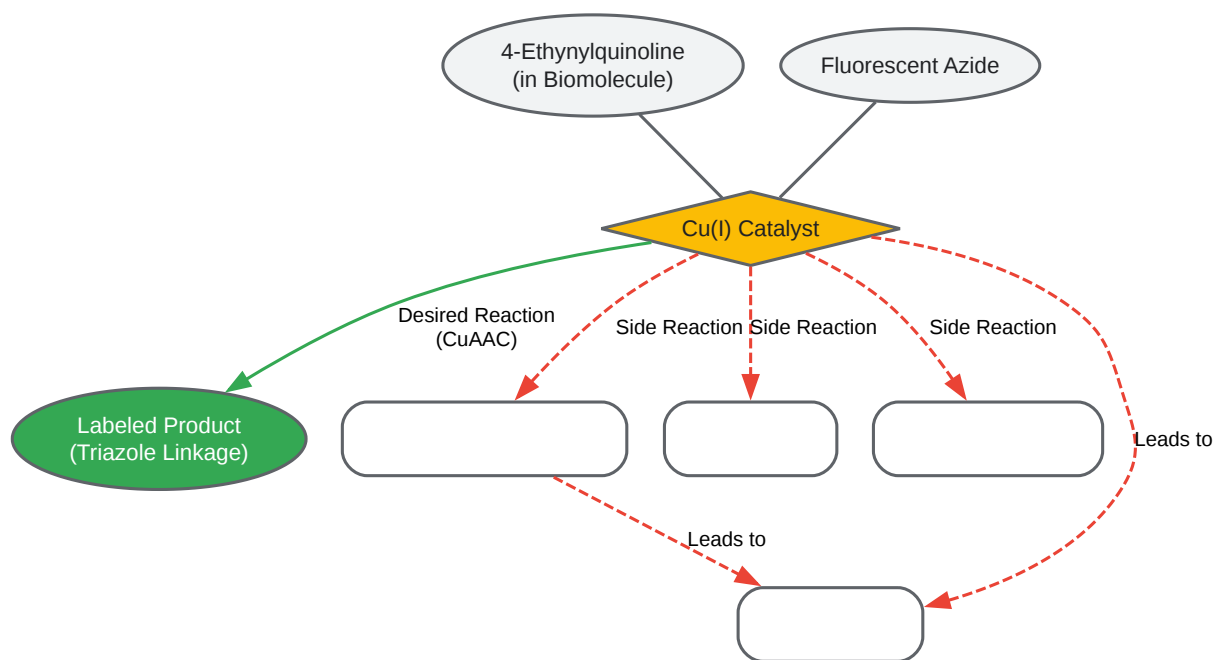 4-Ethynylquinoline
(in Biomolecule)
Fluorescent Azide
Cu(I) Catalyst
Desired Reaction
(CuAAC)
Side Reaction
Side Reaction
Side Reaction
Labeled Product
(Triazole Linkage)
Leads to
Leads to